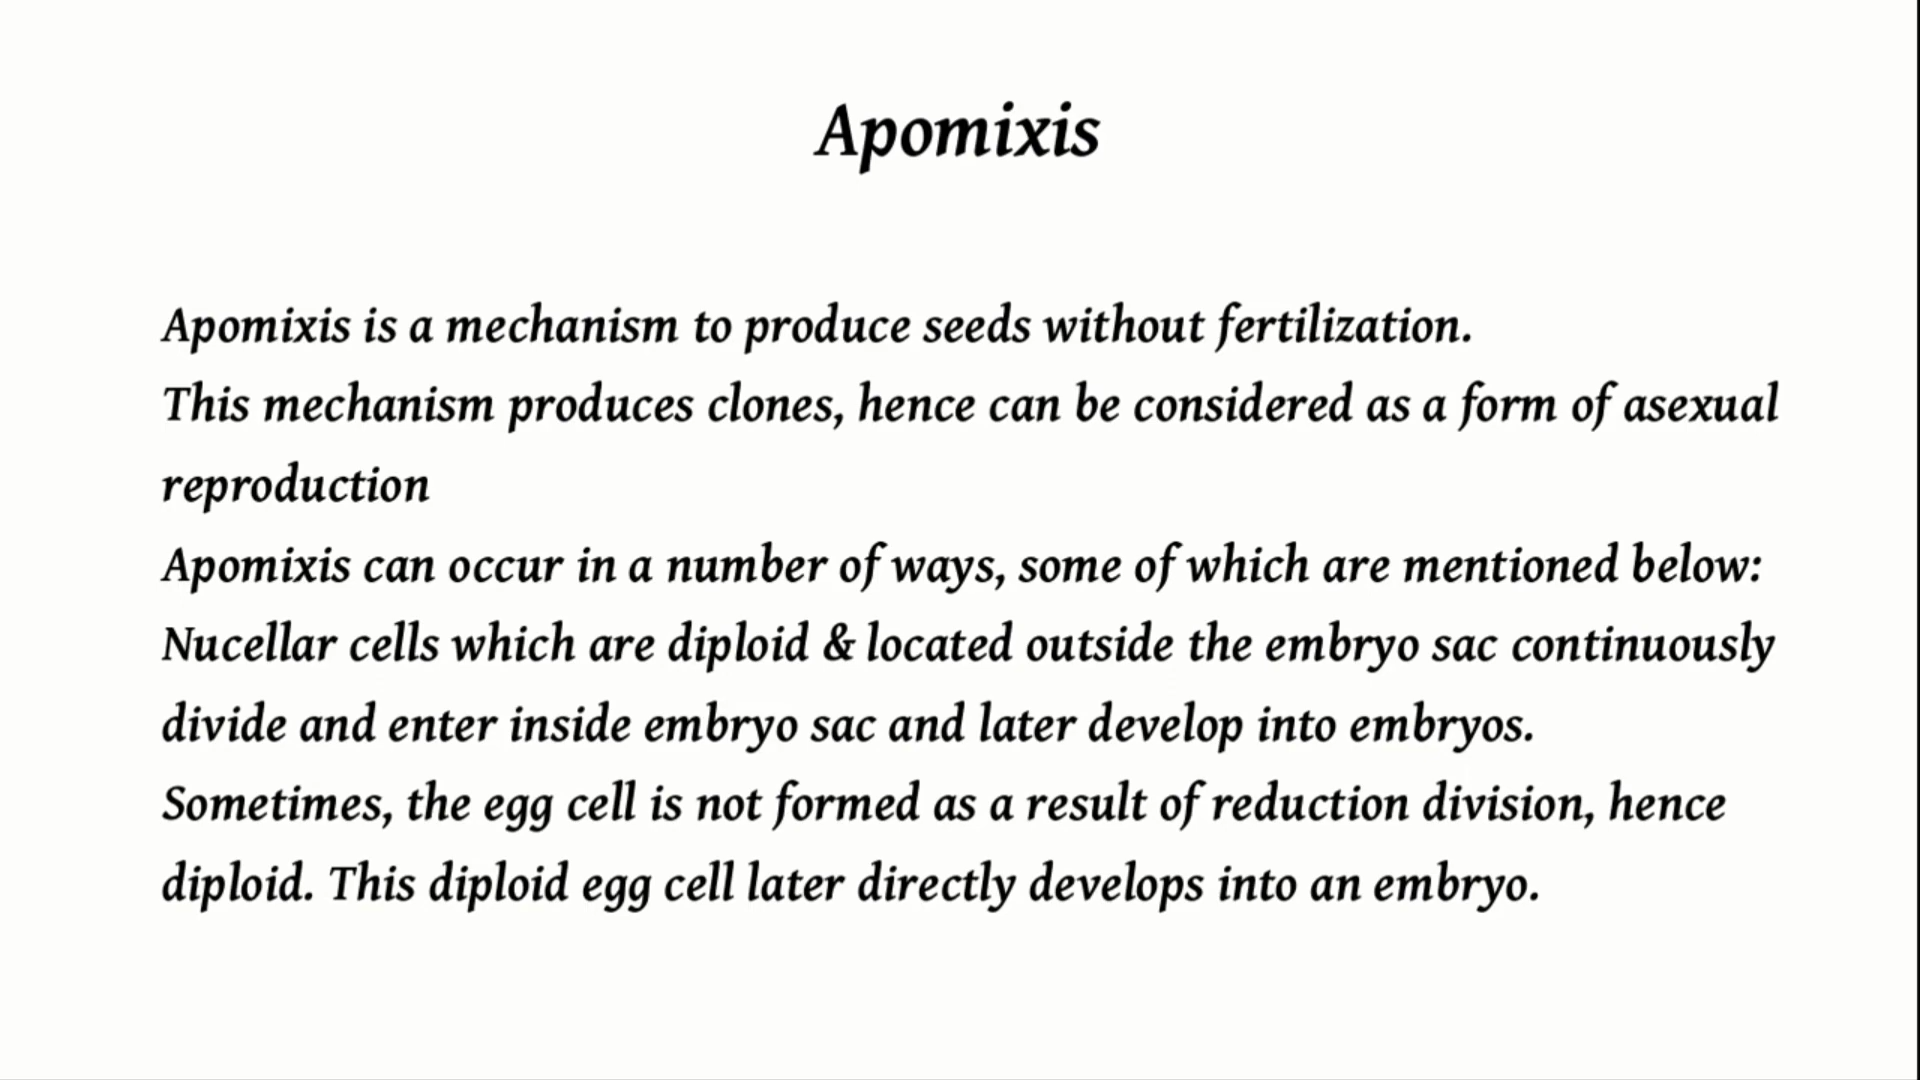 Apomixis
Apomixis is a mechanism to produce seeds without fertilization.
This mechanism produces clones, hence can be considered as a form of asexual
reproduction
Apomixis can occur in a number of ways, some of which are mentioned below:
Nucellar cells which are diploid & located outside the embryo sac continuously
divide and enter inside embryo sac and later develop into embryos.
Sometimes, the egg cell is not formed as a result of reduction division, hence
diploid. This diploid egg cell later directly develops into an embryo.